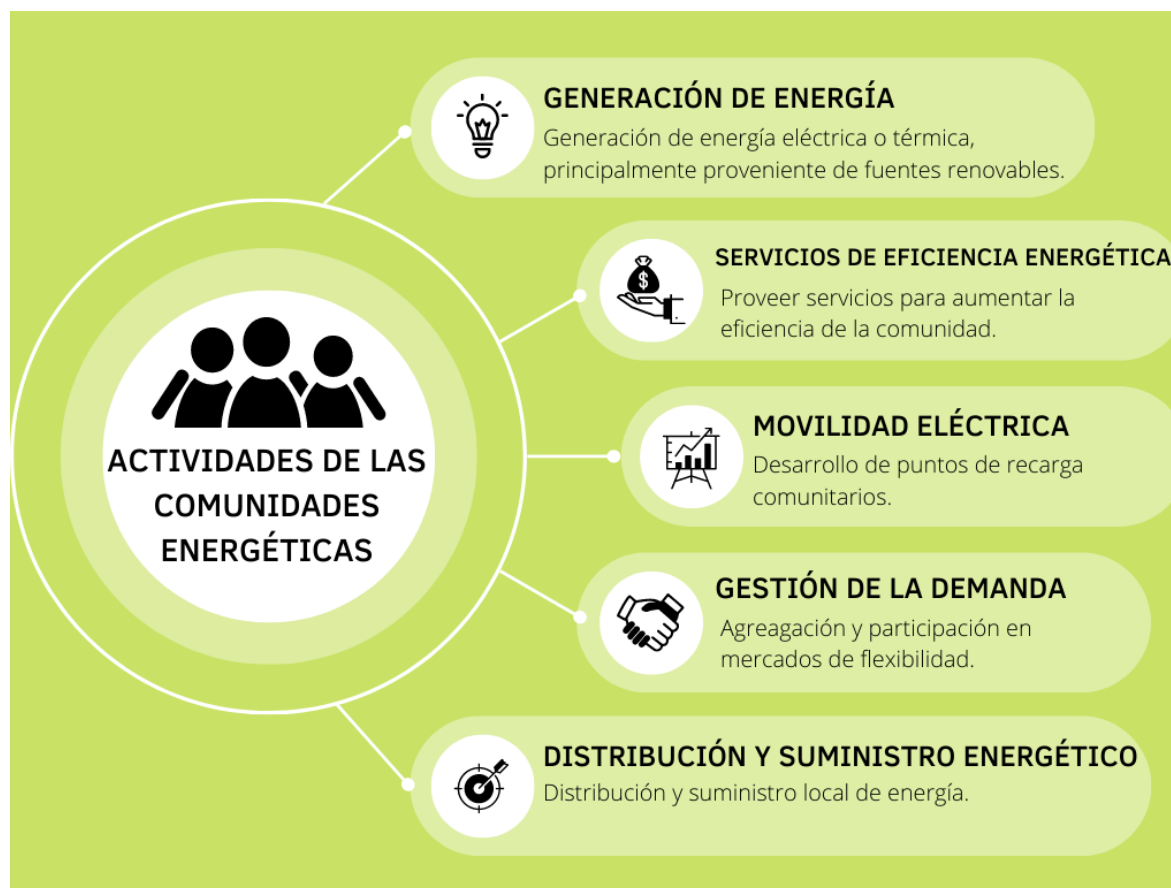 GENERACIÓN DE ENERGÍA
Generación de energía eléctrica o térmica,
principalmente proveniente de fuentes renovables.
SERVICIOS DE EFICIENCIA ENERGÉTICA
Proveer servicios para aumentar la
eficiencia de la comunidad.
ACTIVIDADES DE LAS
COMUNIDADES
ENERGÉTICAS
MOVILIDAD ELÉCTRICA
Desarrollo de puntos de recarga
comunitarios.
GESTIÓN DE LA DEMANDA
Agreagación y participación en
mercados de flexibilidad.
DISTRIBUCIÓN Y SUMINISTRO ENERGÉTICO
Distribución y suministro local de energía.